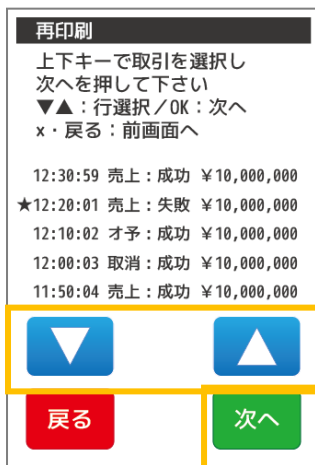 再印刷
上下キーで取引を選択し
次へを押して下さい
▼▲：行選択／OK：次へ
x・戻る：前画面へ
12:30:59 売上：成功 ￥10,000,000
★12:20:01 売上：失敗 ￥10,000,000
12:10:02 オ予：成功 ￥10,000,000
12:00:03 取消：成功 ￥10,000,000
11:50:04 売上：成功 ￥10,000,000
▼ ▲
戻る 次へ